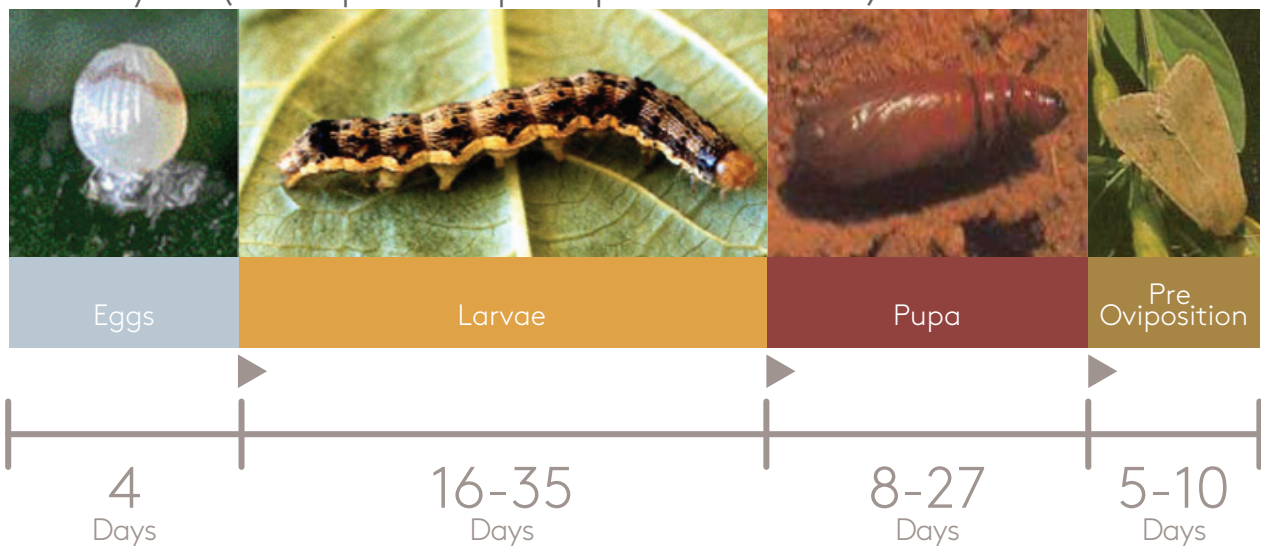 Eggs
Larvae
Pupa
Pre
Oviposition
4
Days
16-35
Days
8-27
Days
5-10
Days